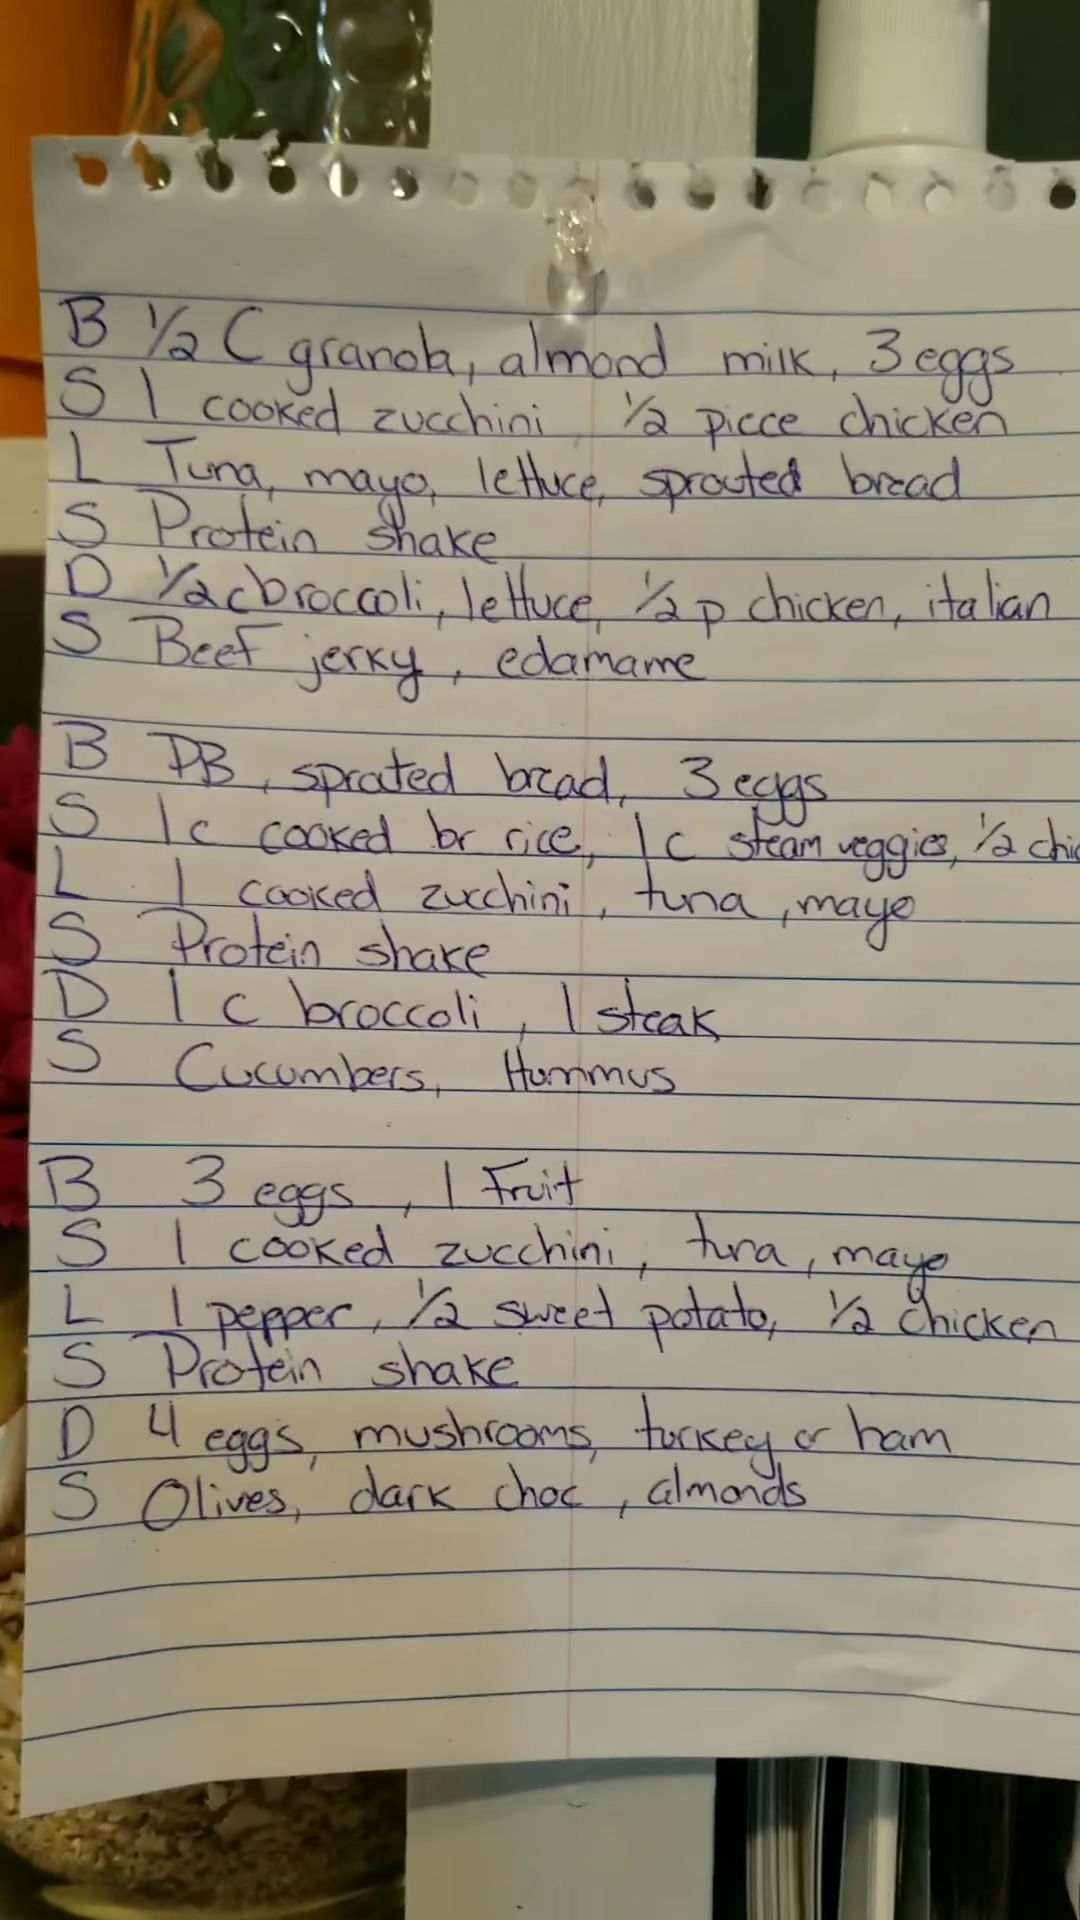 B 1/2 C granola, almond milk, 3 eggs
S 1 cooked zucchini, 1/2 piece chicken
L Tuna, mayo, lettuce, sprouted bread
S Protein shake
D 1/2 c broccoli, lettuce, 1/2 p chicken, italian
S Beef jerky, edamame
B PB, sprated bread, 3 eggs
S 1c cooked br rice, 1c steam veggies, 1/2 chic
L 1 cooked zucchini, tuna, mayo
S Protein shake
D 1 c broccoli, 1 steak
S Cucumbers, Hummus
B 3 eggs, 1 Fruit
S 1 cooked zucchini, tuna, mayo
L 1 pepper, 1/2 sweet potato, 1/2 chicken
S Protein shake
D 4 eggs, mushrooms, turkey or ham
S Olives, dark choc, almonds